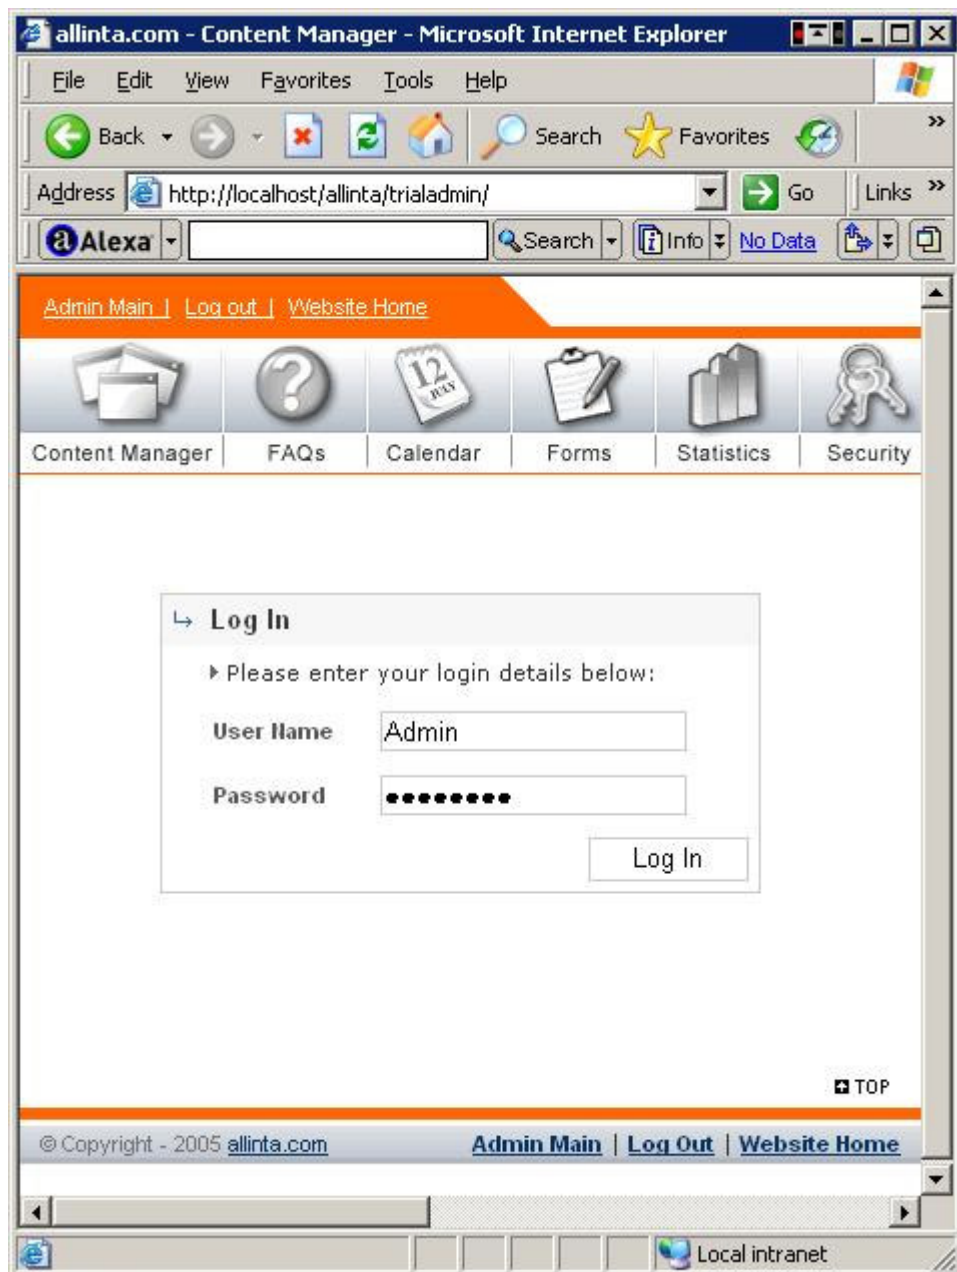 allinta.com - Content Manager - Microsoft Internet Explorer
File Edit View Favorites Tools Help
Back Search Favorites »
Address http://localhost/allinta/trialadmin/ Go Links »
a Alexa Search Info No Data
Admin Main | Log out | Website Home
12
JULY
Content Manager FAQs Calendar Forms Statistics Security
Log In
Please enter your login details below:
User Name Admin
Password ••••••••
Log In
TOP
© Copyright - 2005 allinta.com Admin Main | Log Out | Website Home
Local intranet